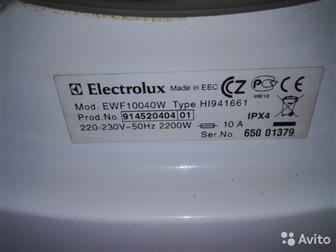 Electrolux Made in EEC
ME10
Mod. EWF10040W Type HI941661
Prod.No. 914520404 01
220-230V~50Hz 2200W 10 A IPX4
Ser.No. 650 01379
Avito